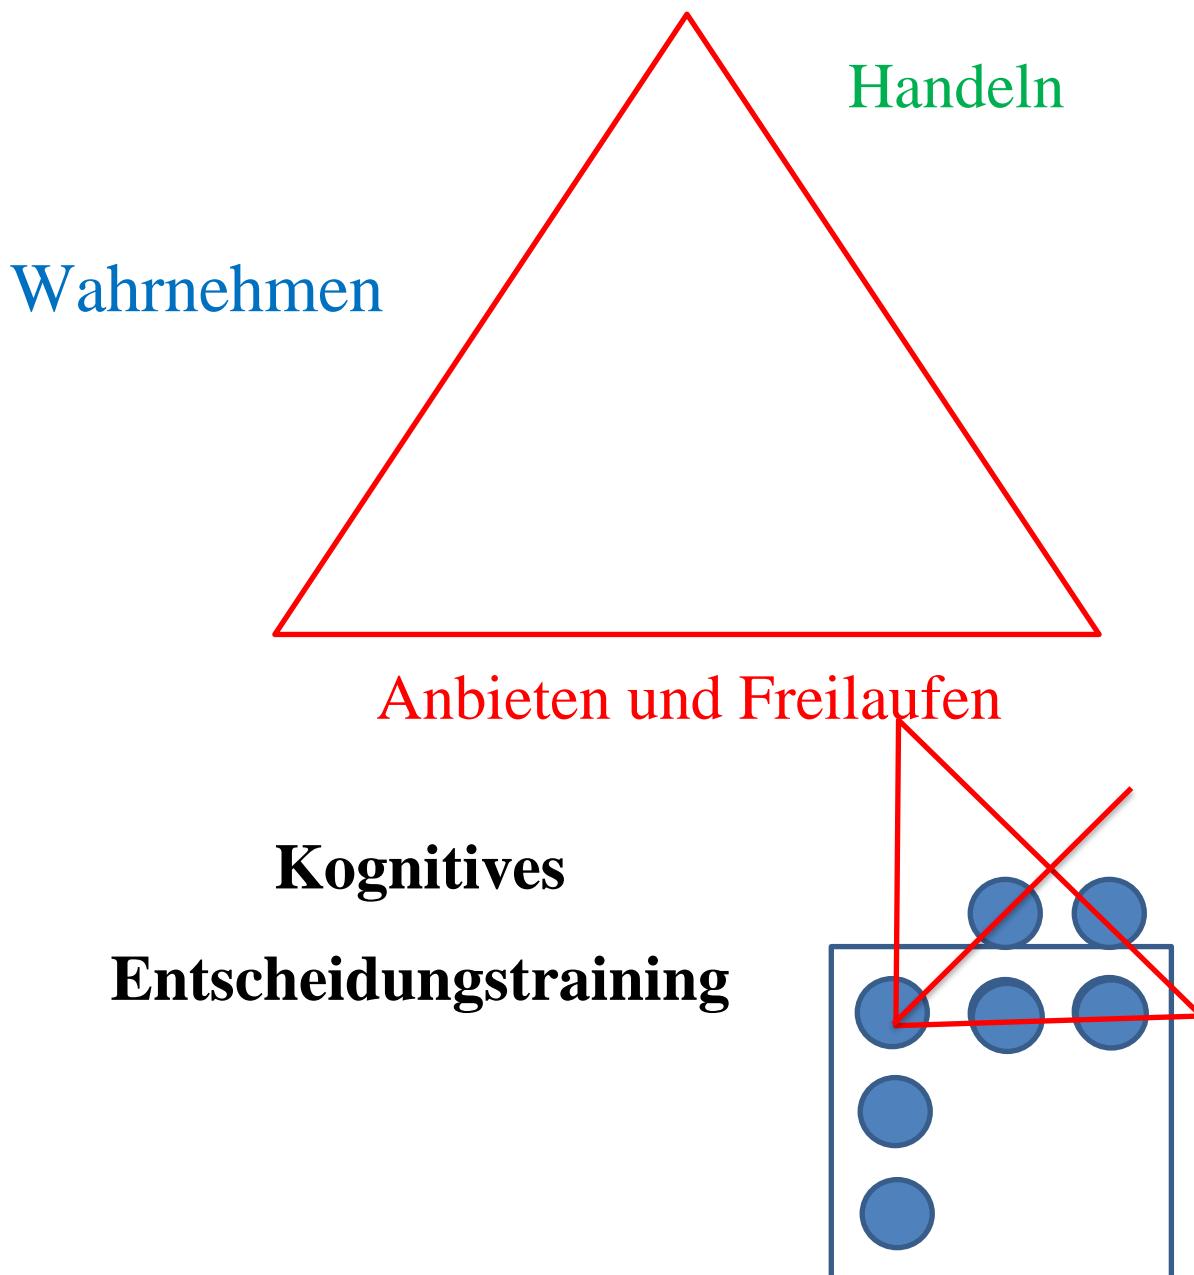 Handeln
Wahrnehmen
Anbieten und Freilaufen
Kognitives
Entscheidungstraining